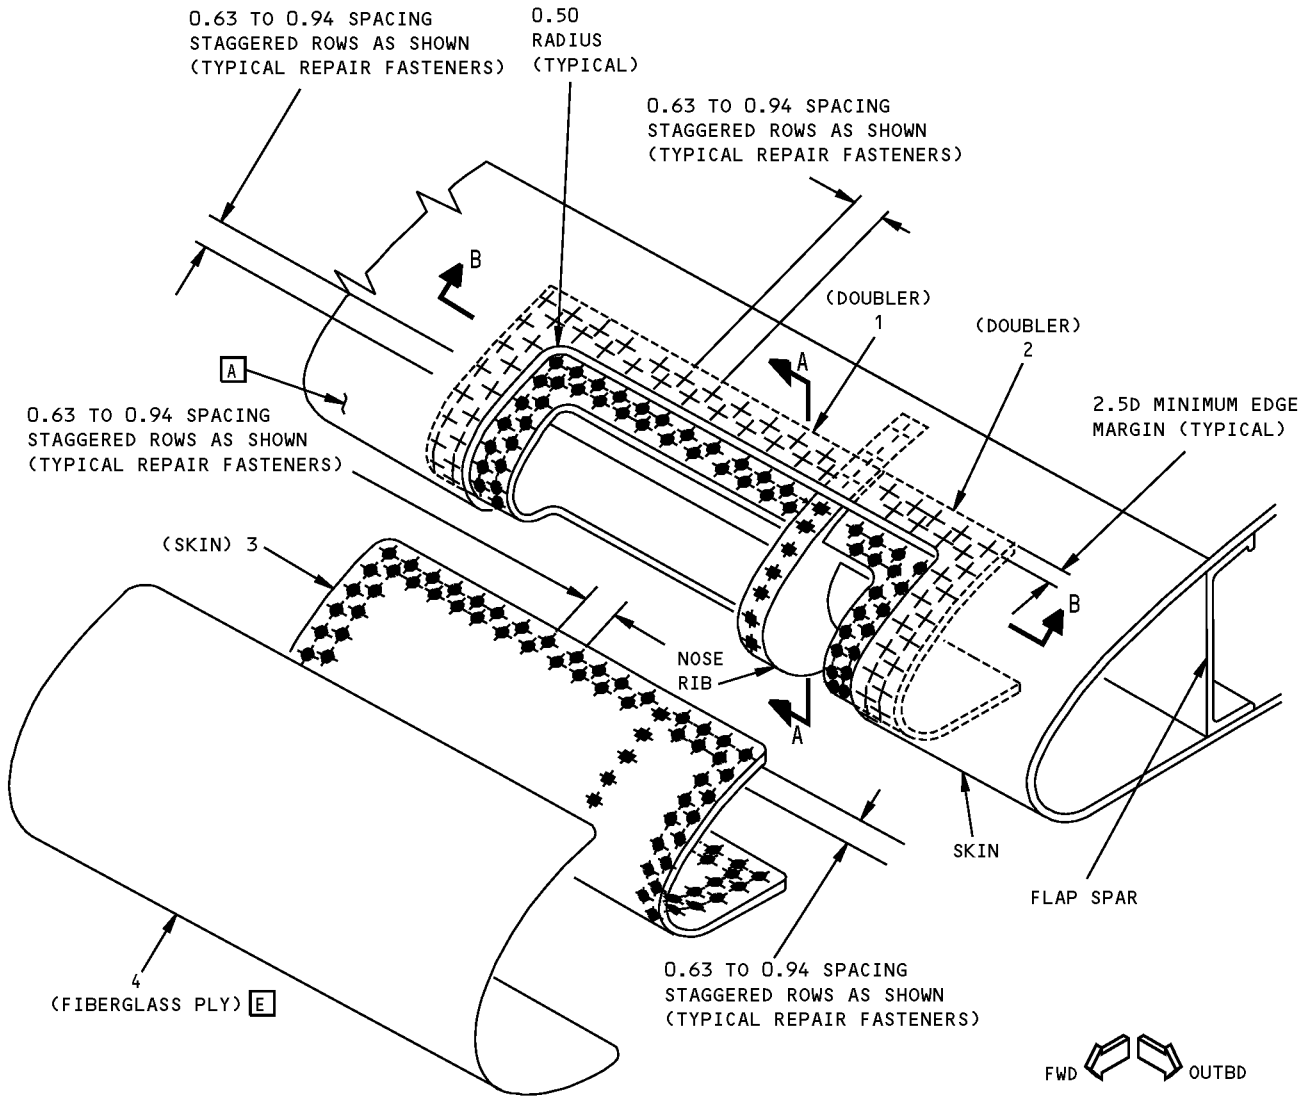 0.63 TO 0.94 SPACING
STAGGERED ROWS AS SHOWN
(TYPICAL REPAIR FASTENERS)
0.50
RADIUS
(TYPICAL)
0.63 TO 0.94 SPACING
STAGGERED ROWS AS SHOWN
(TYPICAL REPAIR FASTENERS)
B
(DOUBLER)
1
(DOUBLER)
2
A
A
2.5D MINIMUM EDGE
MARGIN (TYPICAL)
0.63 TO 0.94 SPACING
STAGGERED ROWS AS SHOWN
(TYPICAL REPAIR FASTENERS)
(SKIN) 3
B
NOSE
RIB
A
SKIN
FLAP SPAR
4
(FIBERGLASS PLY) E
0.63 TO 0.94 SPACING
STAGGERED ROWS AS SHOWN
(TYPICAL REPAIR FASTENERS)
FWD
OUTBD